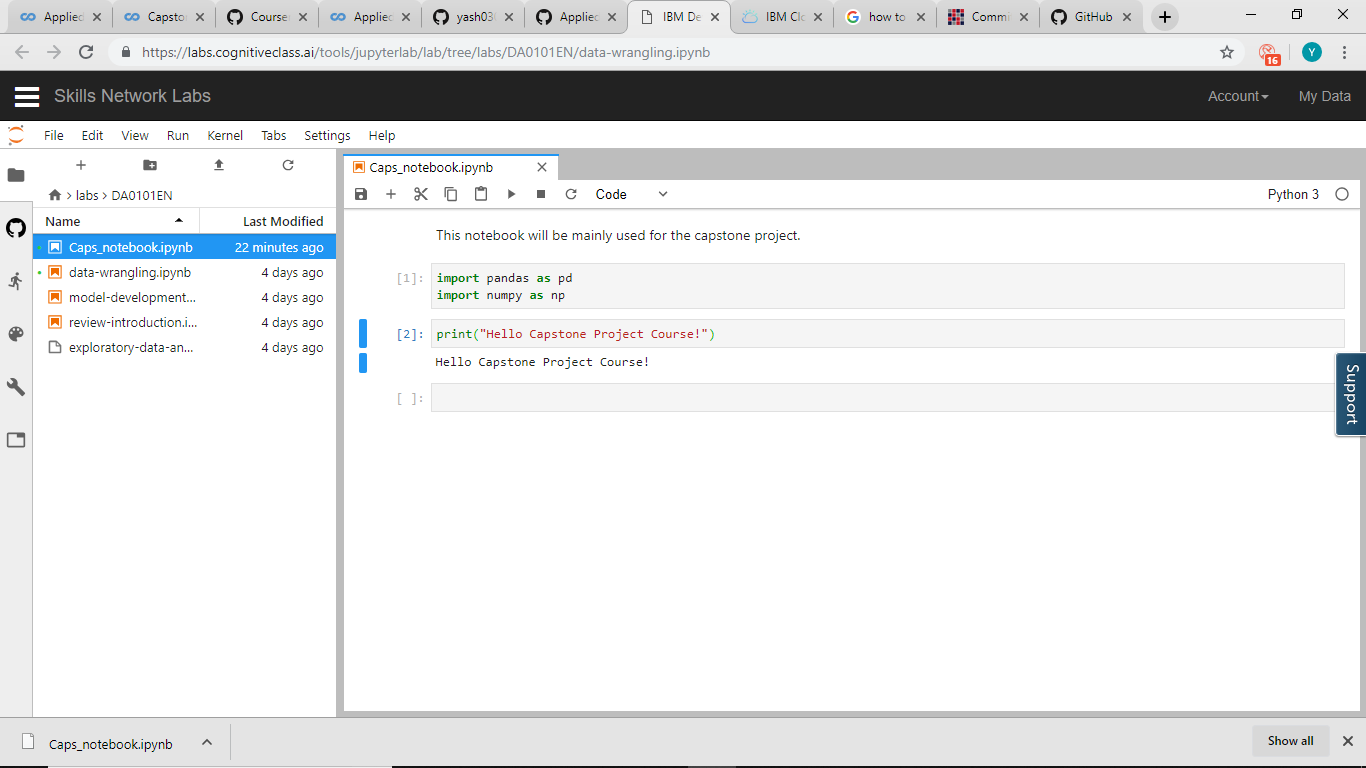 Applied
Capsto
Course
Applied
yash03
Applied
IBM De
IBM Clo
how to
Commi
GitHub
https://labs.cognitiveclass.ai/tools/jupyterlab/lab/tree/labs/DA0101EN/data-wrangling.ipynb
16
Y
Skills Network Labs
Account
My Data
File Edit View Run Kernel Tabs Settings Help
> labs > DA0101EN
Name Last Modified
Caps_notebook.ipynb 22 minutes ago
data-wrangling.ipynb 4 days ago
model-development... 4 days ago
review-introduction.i... 4 days ago
exploratory-data-an... 4 days ago
Caps_notebook.ipynb
Code
Python 3
This notebook will be mainly used for the capstone project.
[1]: import pandas as pd
import numpy as np
[2]: print("Hello Capstone Project Course!")
Hello Capstone Project Course!
[ ]:
Support
Caps_notebook.ipynb
Show all